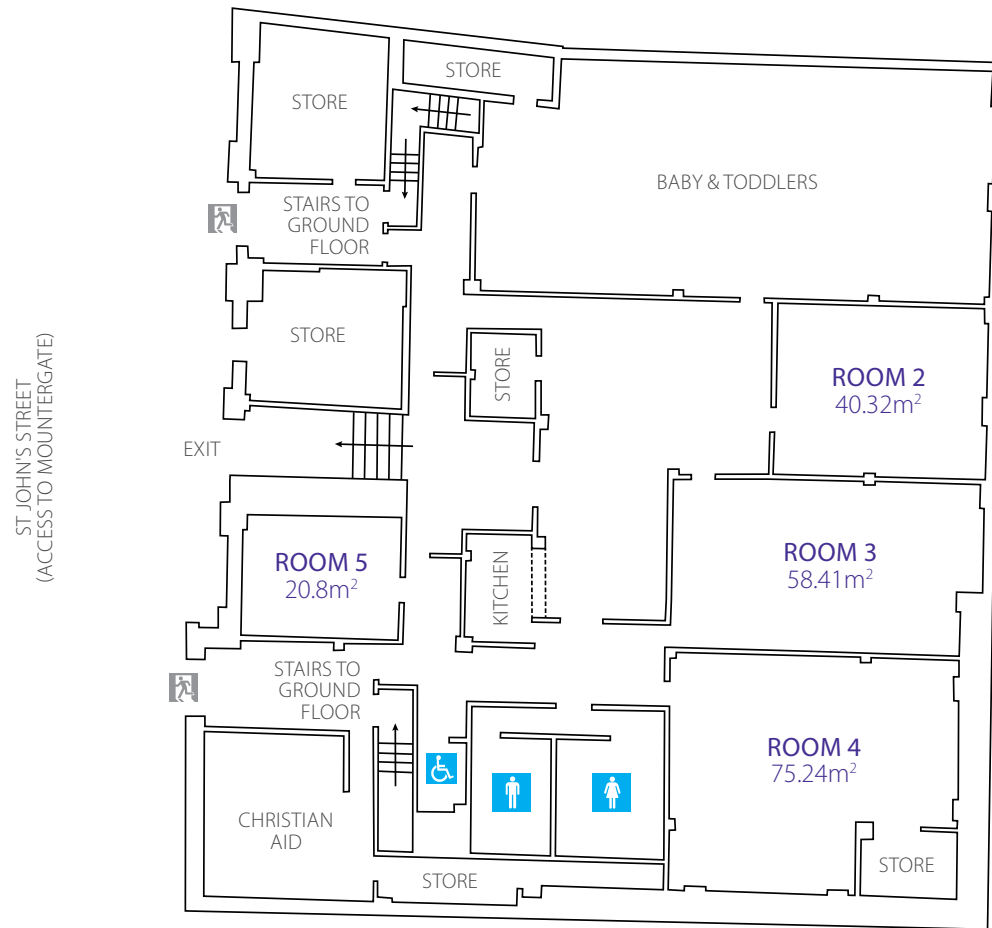 STORE
STORE
BABY & TODDLERS
STAIRS TO
GROUND
FLOOR
STORE
STORE
ROOM 2
40.32m²
EXIT
ST JOHN'S STREET
(ACCESS TO MOUNTERGATE)
ROOM 5
20.8m²
KITCHEN
ROOM 3
58.41m²
STAIRS TO
GROUND
FLOOR
ROOM 4
75.24m²
CHRISTIAN
AID
STORE
STORE